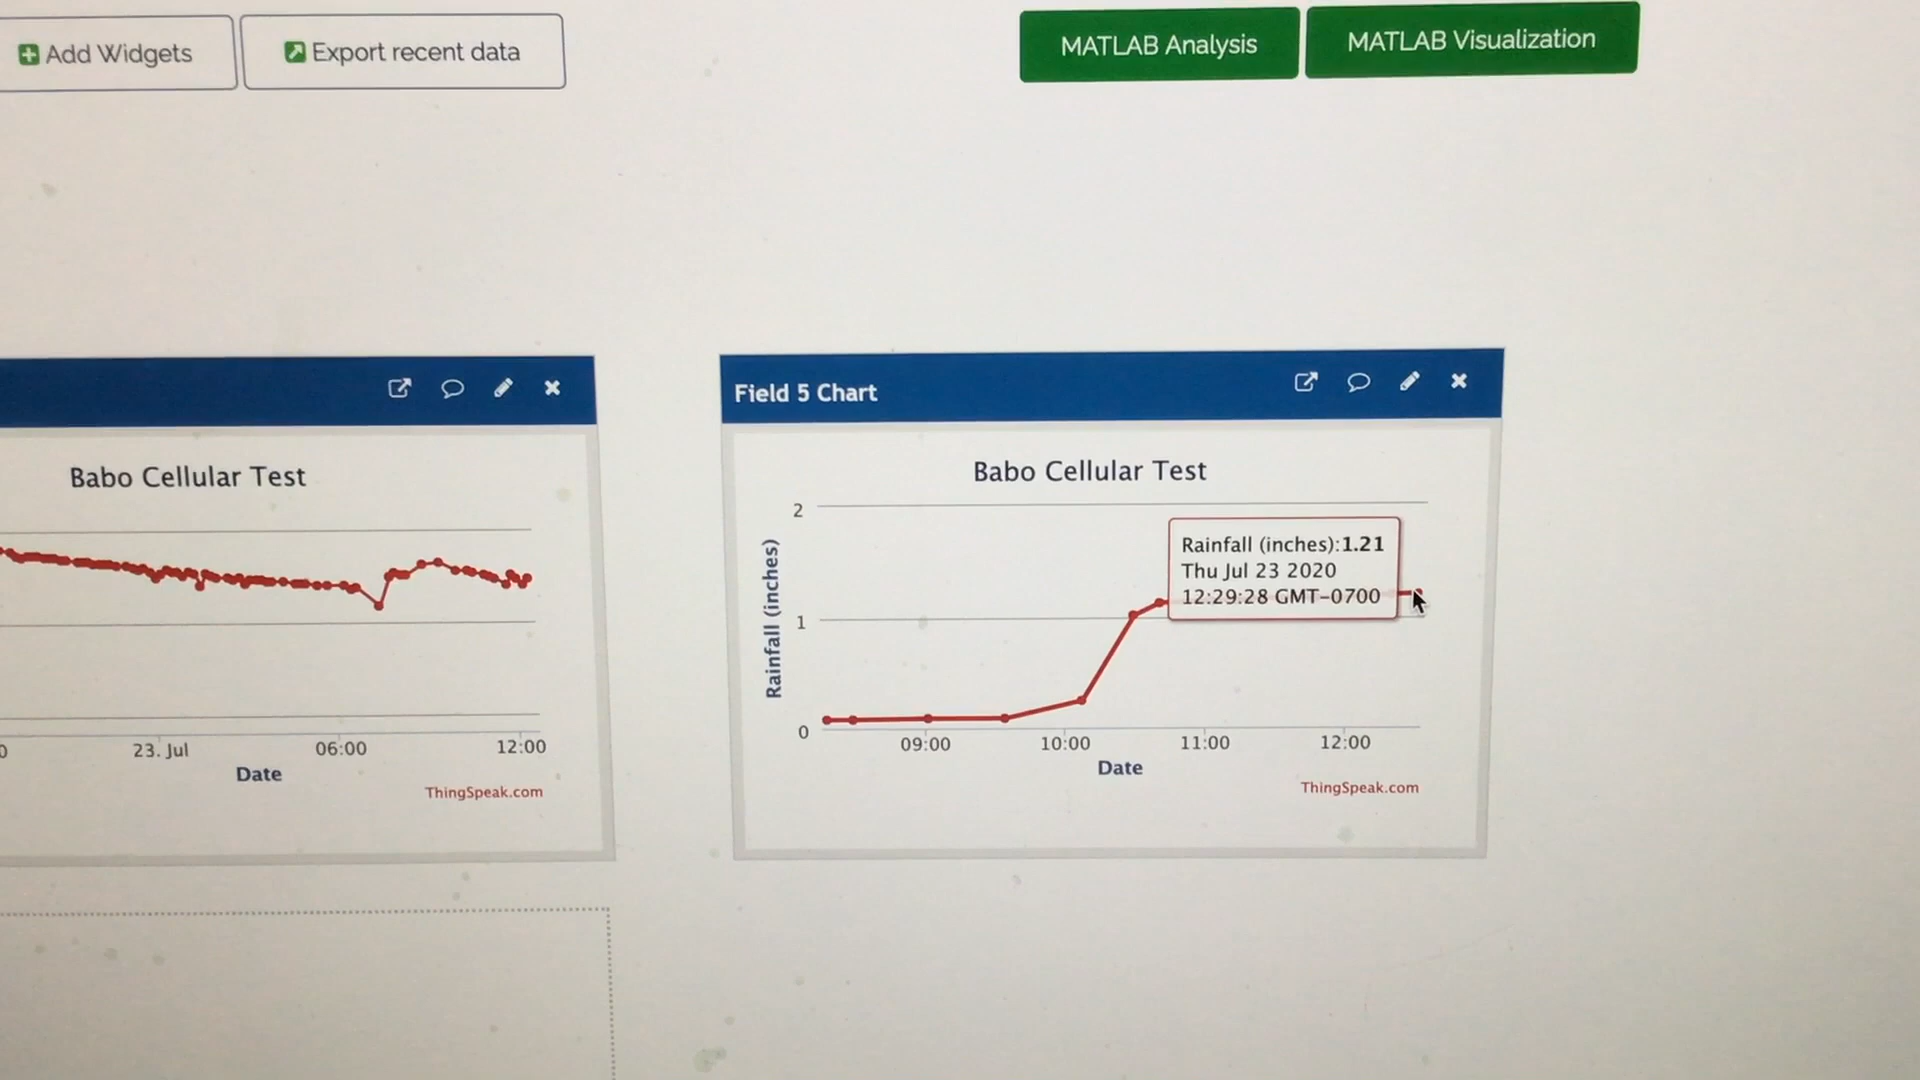 Add Widgets
Export recent data
MATLAB Analysis
MATLAB Visualization
Babo Cellular Test
0
23. Jul
06:00
12:00
Date
ThingSpeak.com
Field 5 Chart
Babo Cellular Test
Rainfall (inches)
2
1
0
Rainfall (inches):1.21
Thu Jul 23 2020
12:29:28 GMT-0700
09:00
10:00
11:00
12:00
Date
ThingSpeak.com